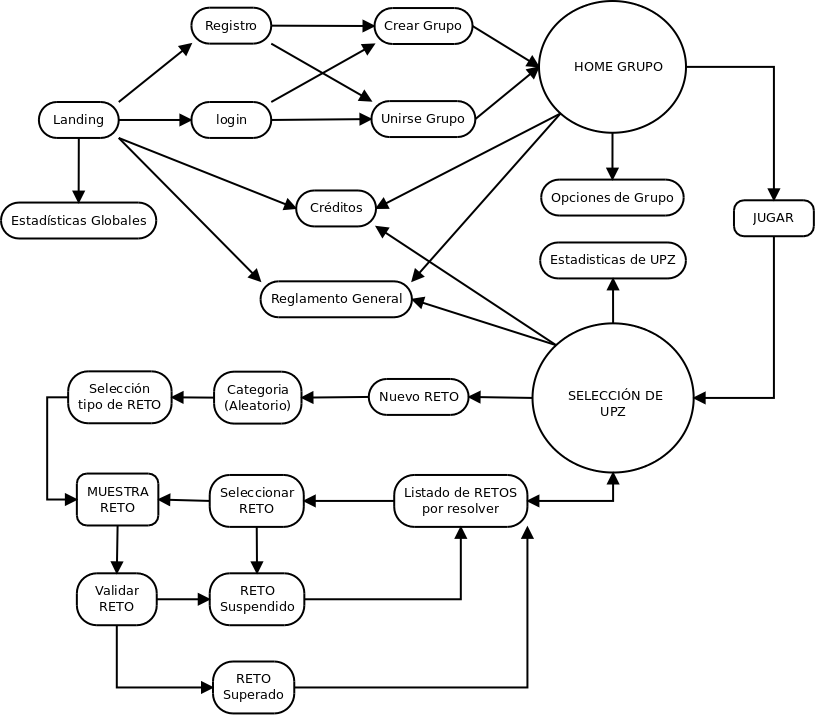 Registro
Crear Grupo
HOME GRUPO
Landing
login
Unirse Grupo
Opciones de Grupo
Créditos
Estadísticas Globales
JUGAR
Estadisticas de UPZ
Reglamento General
Selección
tipo de RETO
Categoria
(Aleatorio)
Nuevo RETO
SELECCIÓN DE
UPZ
MUESTRA
RETO
Seleccionar
RETO
Listado de RETOS
por resolver
Validar
RETO
RETO
Suspendido
RETO
Superado